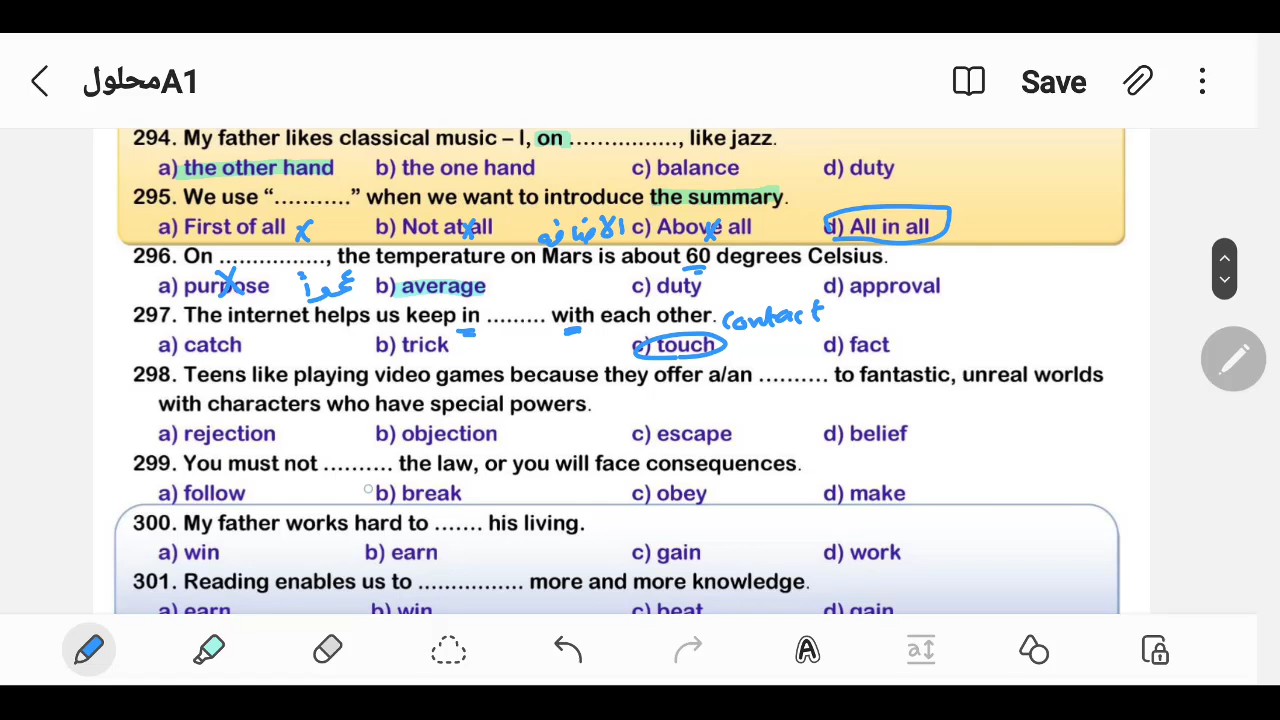 محلولA1
Save
294. My father likes classical music – I, on ................, like jazz.
a) the other hand b) the one hand c) balance d) duty
295. We use “...........” when we want to introduce the summary.
a) First of all b) Not at all c) Above all d) All in all
x x الاضافه x
296. On ..............., the temperature on Mars is about 60 degrees Celsius.
a) purpose b) average c) duty d) approval
x
297. The internet helps us keep in ......... with each other. contact
a) catch b) trick c) touch d) fact
298. Teens like playing video games because they offer a/an .......... to fantastic, unreal worlds
with characters who have special powers.
a) rejection b) objection c) escape d) belief
299. You must not .......... the law, or you will face consequences.
a) follow b) break c) obey d) make
300. My father works hard to ....... his living.
a) win b) earn c) gain d) work
301. Reading enables us to ................ more and more knowledge.
a) earn b) win c) beat d) gain
A a